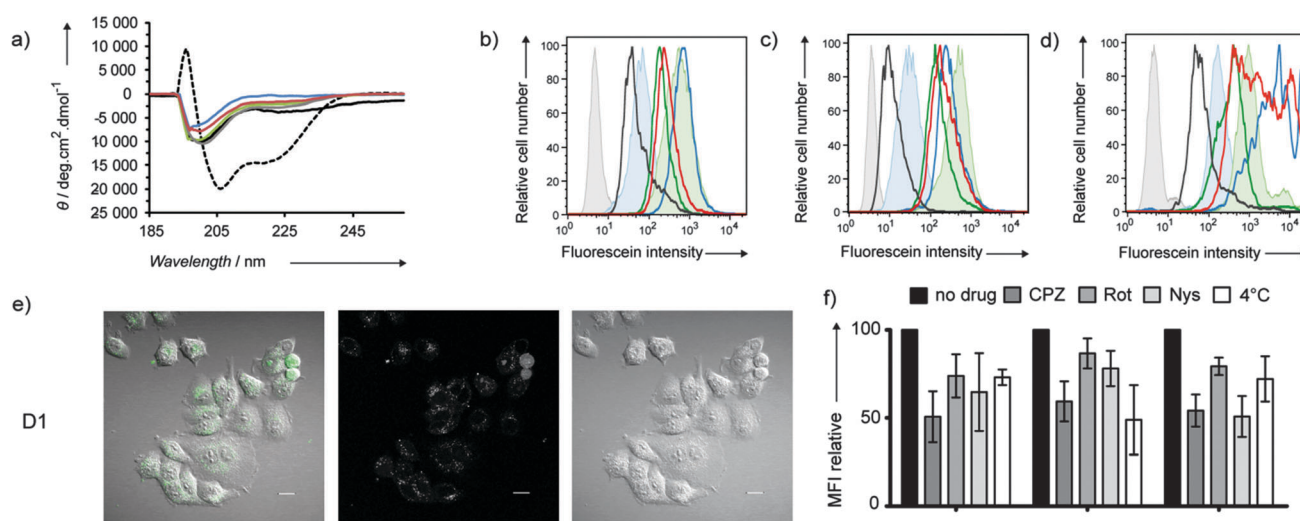 a)
θ / deg.cm².dmol⁻¹
15 000
10 000
5 000
0
5 000
10 000
15 000
20 000
25 000
185 205 225 245
Wavelength / nm
b)
Relative cell number
100
80
60
40
20
0
10⁰ 10¹ 10² 10³ 10⁴
Fluorescein intensity
c)
Relative cell number
100
80
60
40
20
0
10⁰ 10¹ 10² 10³ 10⁴
Fluorescein intensity
d)
Relative cell number
100
80
60
40
20
0
10⁰ 10¹ 10² 10³ 10⁴
Fluorescein intensity
e)
D1
f)
no drug CPZ Rot Nys 4°C
MFI relative
100
50
0